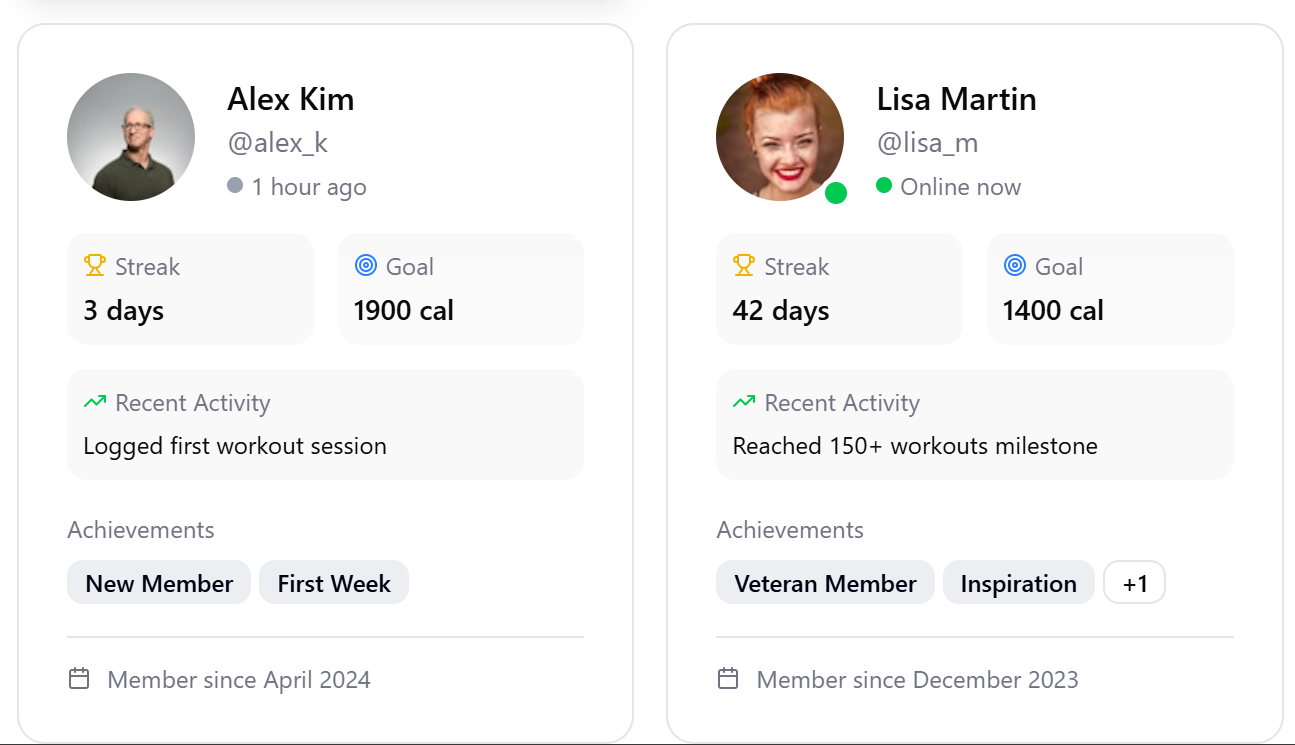 Alex Kim
@alex_k
1 hour ago
Streak
3 days
Goal
1900 cal
Recent Activity
Logged first workout session
Achievements
New Member
First Week
Member since April 2024
Lisa Martin
@lisa_m
Online now
Streak
42 days
Goal
1400 cal
Recent Activity
Reached 150+ workouts milestone
Achievements
Veteran Member
Inspiration
+1
Member since December 2023